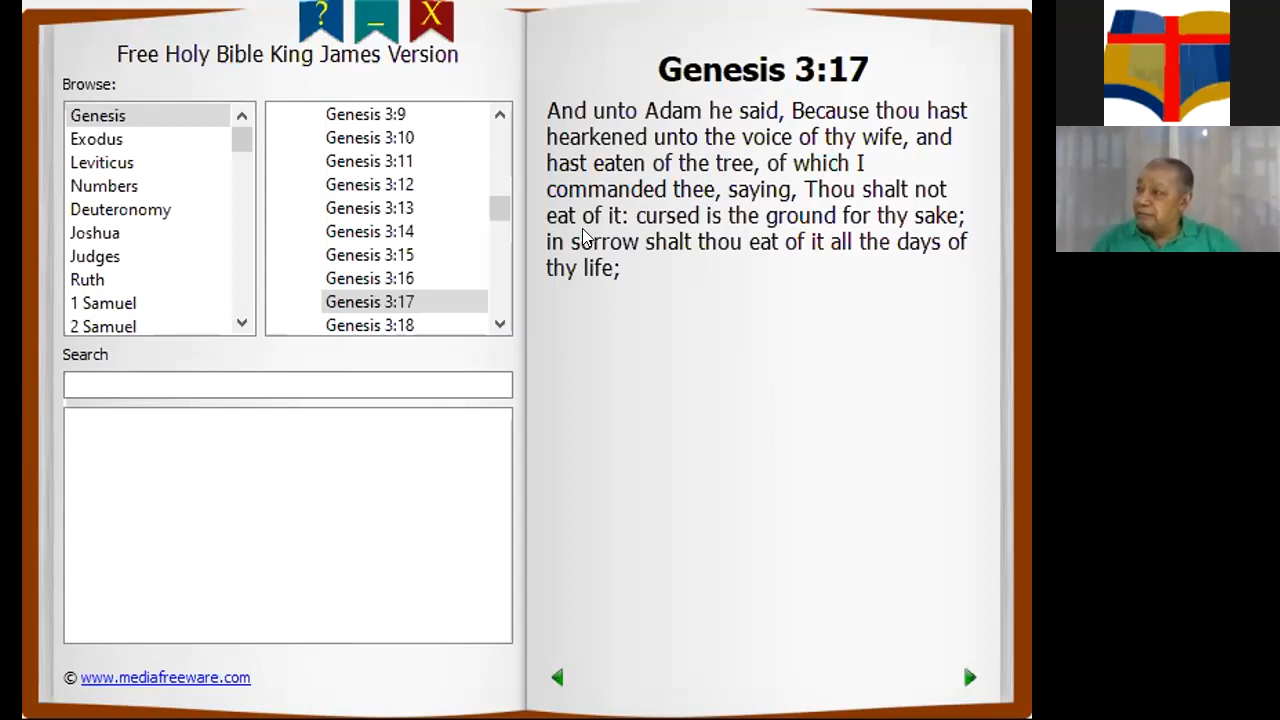 ?
_
X
Free Holy Bible King James Version
Browse:
Genesis
Exodus
Leviticus
Numbers
Deuteronomy
Joshua
Judges
Ruth
1 Samuel
2 Samuel
Genesis 3:9
Genesis 3:10
Genesis 3:11
Genesis 3:12
Genesis 3:13
Genesis 3:14
Genesis 3:15
Genesis 3:16
Genesis 3:17
Genesis 3:18
Search
© www.mediafreeware.com
Genesis 3:17
And unto Adam he said, Because thou hast
hearkened unto the voice of thy wife, and
hast eaten of the tree, of which I
commanded thee, saying, Thou shalt not
eat of it: cursed is the ground for thy sake;
in sorrow shalt thou eat of it all the days of
thy life;